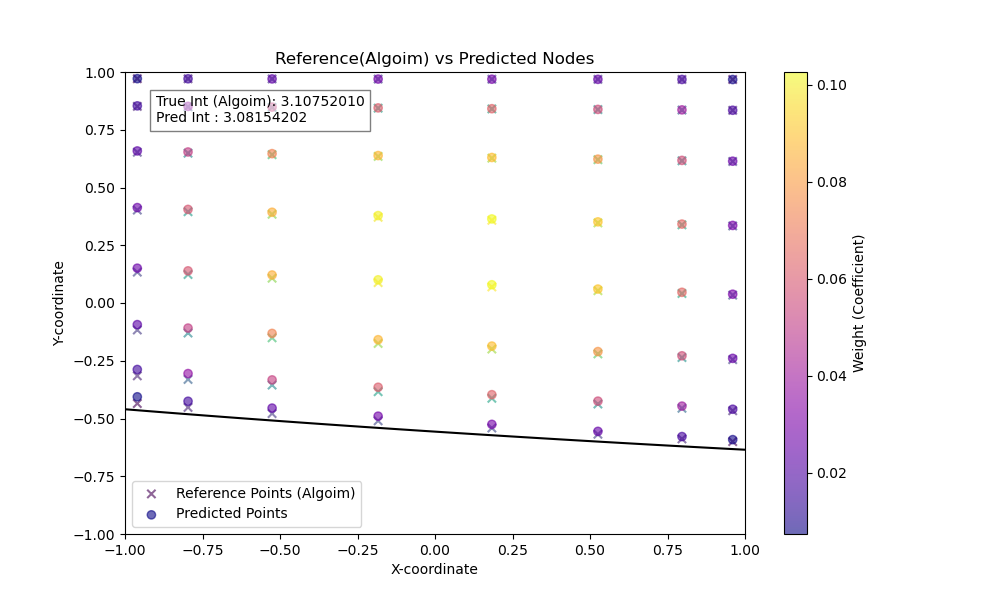 Reference(Algoim) vs Predicted Nodes
True Int (Algoim): 3.10752010
Pred Int : 3.08154202
1.00
0.75
0.50
0.25
0.00
−0.25
−0.50
−0.75
−1.00
Y-coordinate
Reference Points (Algoim)
Predicted Points
−1.00 −0.75 −0.50 −0.25 0.00 0.25 0.50 0.75 1.00
X-coordinate
0.10
0.08
0.06
0.04
0.02
Weight (Coefficient)